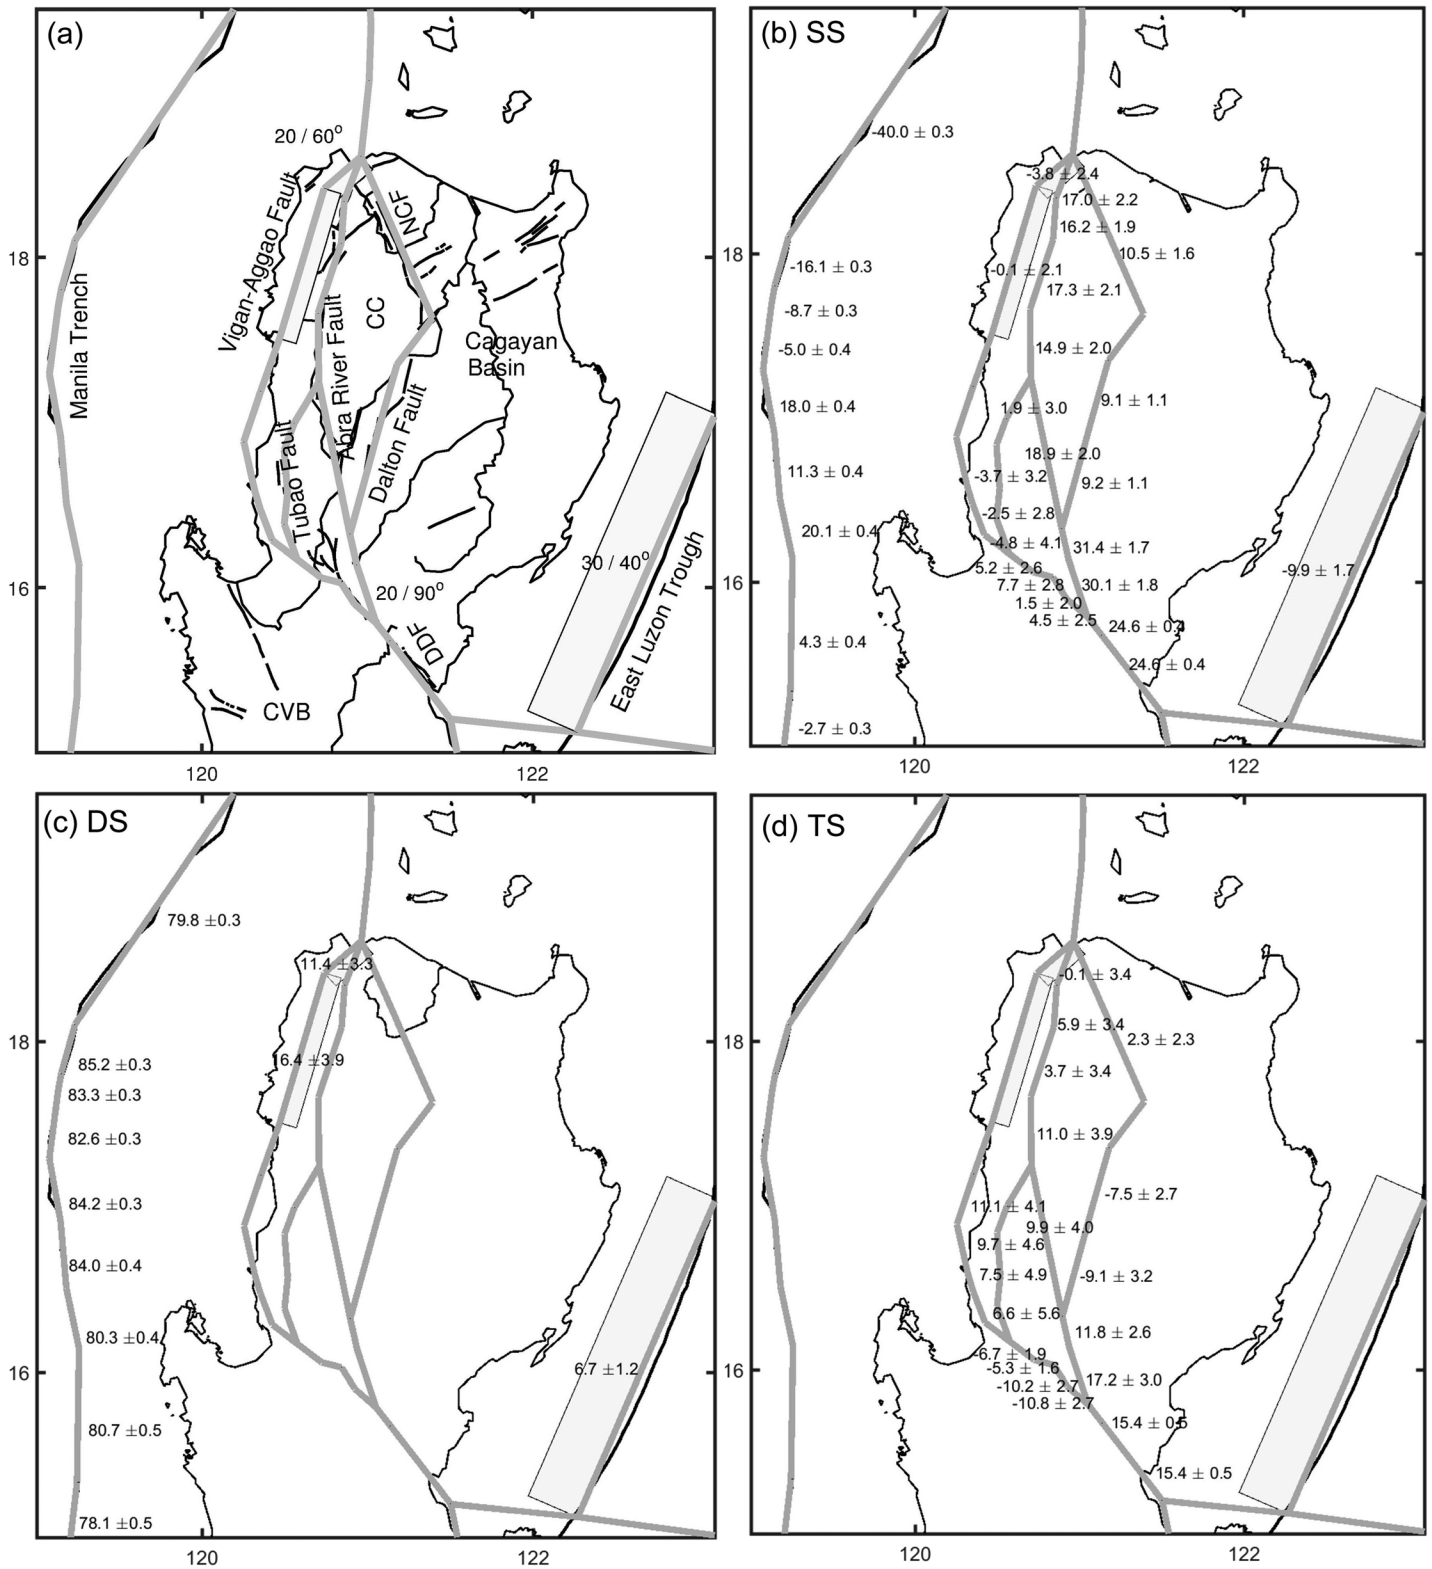 (a)
20 / 60º
Vigan-Aggao Fault
NCF
Manila Trench
Abra River Fault
CC
Cagayan
Basin
Tubao Fault
Dalton Fault
30 / 40º
East Luzon Trough
20 / 90º
DDF
CVB
18
16
120
122
(b) SS
-40.0 ± 0.3
-3.8 ± 2.4
17.0 ± 2.2
16.2 ± 1.9
10.5 ± 1.6
-16.1 ± 0.3
-0.1 ± 2.1
17.3 ± 2.1
-8.7 ± 0.3
-5.0 ± 0.4
14.9 ± 2.0
18.0 ± 0.4
1.9 ± 3.0
9.1 ± 1.1
18.9 ± 2.0
11.3 ± 0.4
-3.7 ± 3.2
9.2 ± 1.1
-2.5 ± 2.8
20.1 ± 0.4
-4.8 ± 4.1
31.4 ± 1.7
5.2 ± 2.6
-9.9 ± 1.7
7.7 ± 2.8
30.1 ± 1.8
1.5 ± 2.0
4.5 ± 2.5
24.6 ± 0.4
4.3 ± 0.4
24.6 ± 0.4
-2.7 ± 0.3
18
16
120
122
(c) DS
79.8 ±0.3
11.4 ±3.3
6.4 ±3.9
85.2 ±0.3
83.3 ±0.3
82.6 ±0.3
84.2 ±0.3
84.0 ±0.4
80.3 ±0.4
6.7 ±1.2
80.7 ±0.5
78.1 ±0.5
18
16
120
122
(d) TS
-0.1 ± 3.4
5.9 ± 3.4
2.3 ± 2.3
3.7 ± 3.4
11.0 ± 3.9
-7.5 ± 2.7
11.1 ± 4.1
9.9 ± 4.0
9.7 ± 4.6
7.5 ± 4.9
-9.1 ± 3.2
6.6 ± 5.6
11.8 ± 2.6
-6.7 ± 1.9
-5.3 ± 1.6
17.2 ± 3.0
-10.2 ± 2.7
-10.8 ± 2.7
15.4 ± 0.5
15.4 ± 0.5
18
16
120
122